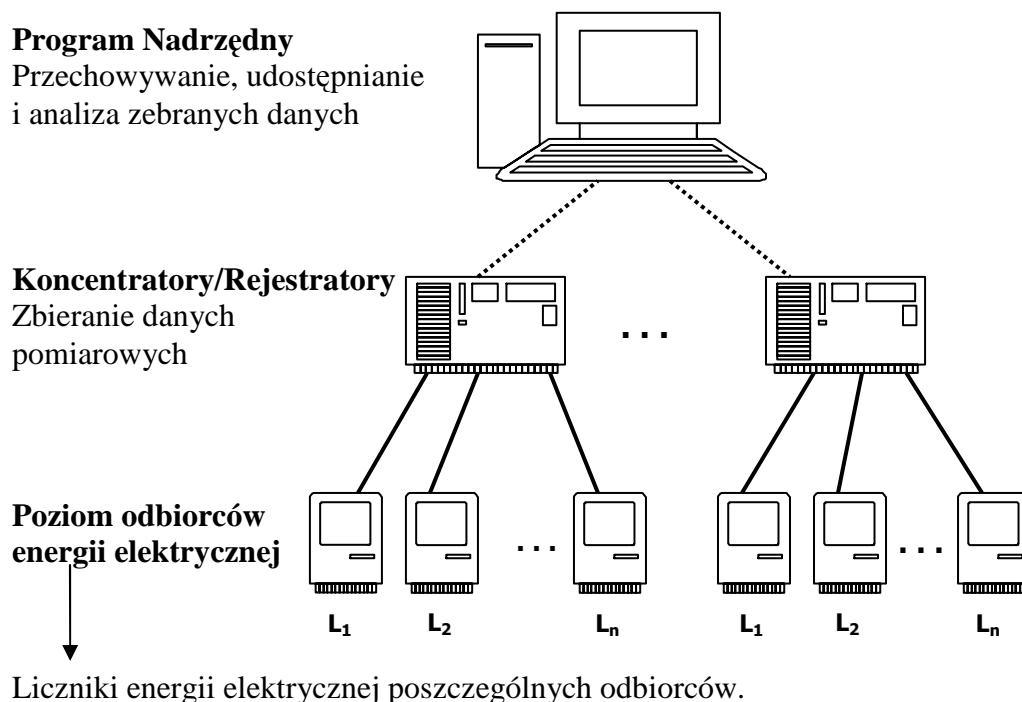 Program Nadrzędny
Przechowywanie, udostępnianie
i analiza zebranych danych
Koncentratory/Rejestratory
Zbieranie danych
pomiarowych
. . .
Poziom odbiorców
energii elektrycznej
. . .
. . .
L₁ L₂ Lₙ L₁ L₂ Lₙ
Liczniki energii elektrycznej poszczególnych odbiorców.